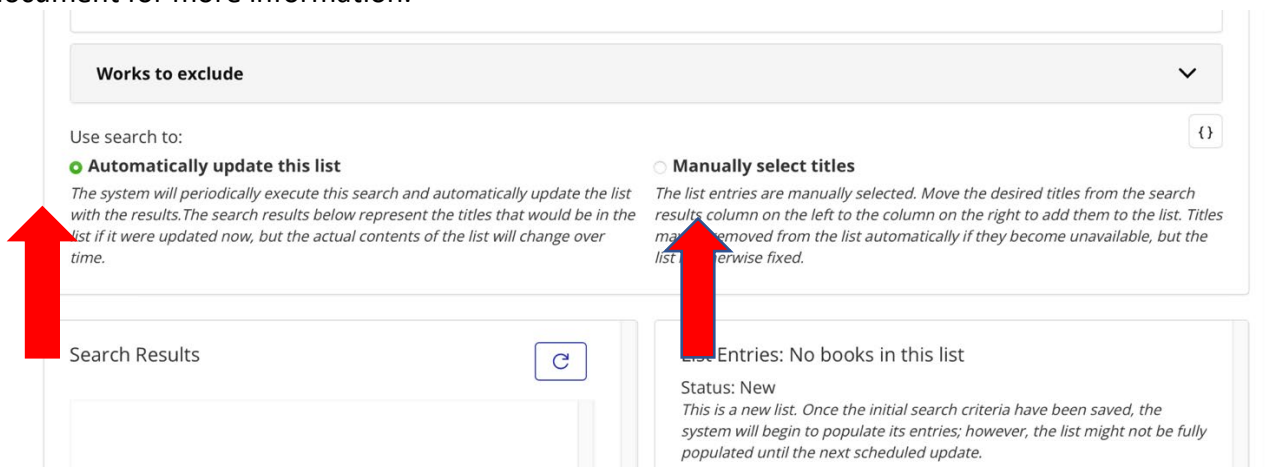 document for more information.
Works to exclude
Use search to:
{}
Automatically update this list
The system will periodically execute this search and automatically update the list
with the results.The search results below represent the titles that would be in the
list if it were updated now, but the actual contents of the list will change over
time.
Manually select titles
The list entries are manually selected. Move the desired titles from the search
results column on the left to the column on the right to add them to the list. Titles
removed from the list automatically if they become unavailable, but the
list fixed.
Search Results
List Entries: No books in this list
Status: New
This is a new list. Once the initial search criteria have been saved, the
system will begin to populate its entries; however, the list might not be fully
populated until the next scheduled update.